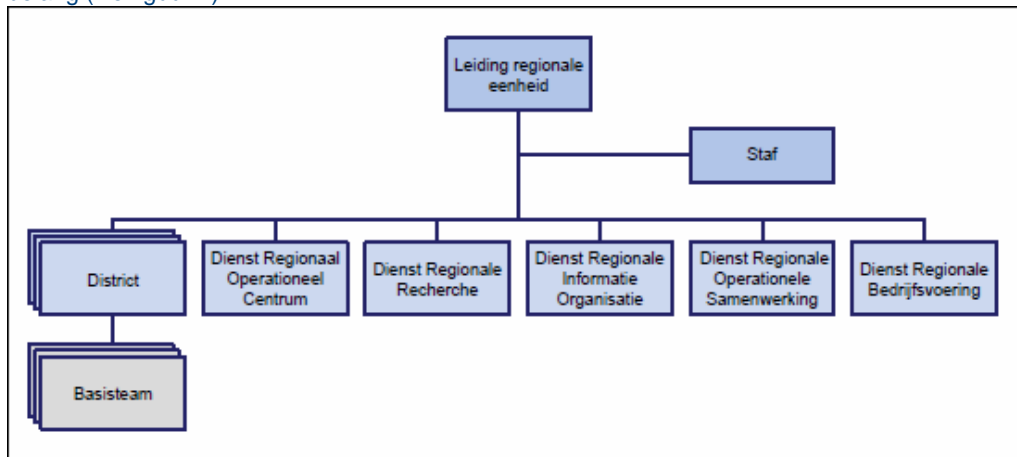 Leiding regionale
eenheid
Staf
District
Dienst Regionaal
Operationeel
Centrum
Dienst Regionale
Recherche
Dienst Regionale
Informatie
Organisatie
Dienst Regionale
Operationele
Samenwerking
Dienst Regionale
Bedrijfsvoering
Basisteam